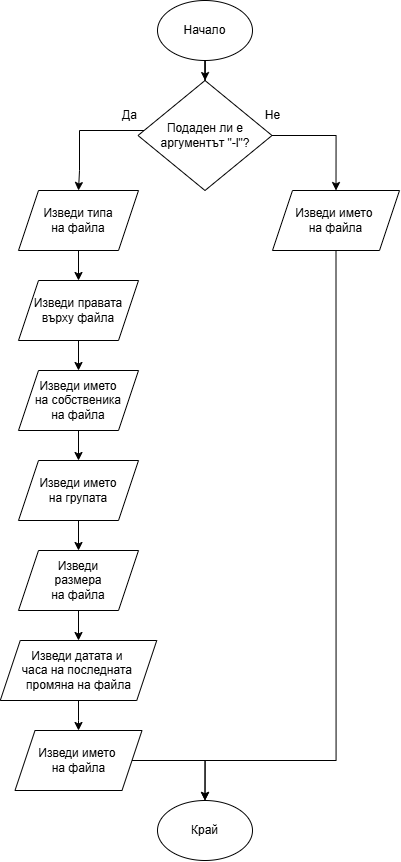 Начало
Да
Не
Подаден ли е
аргументът "-l"?
Изведи типа
на файла
Изведи името
на файла
Изведи правата
върху файла
Изведи името
на собственика
на файла
Изведи името
на групата
Изведи
размера
на файла
Изведи датата и
часа на последната
промяна на файла
Изведи името
на файла
Край